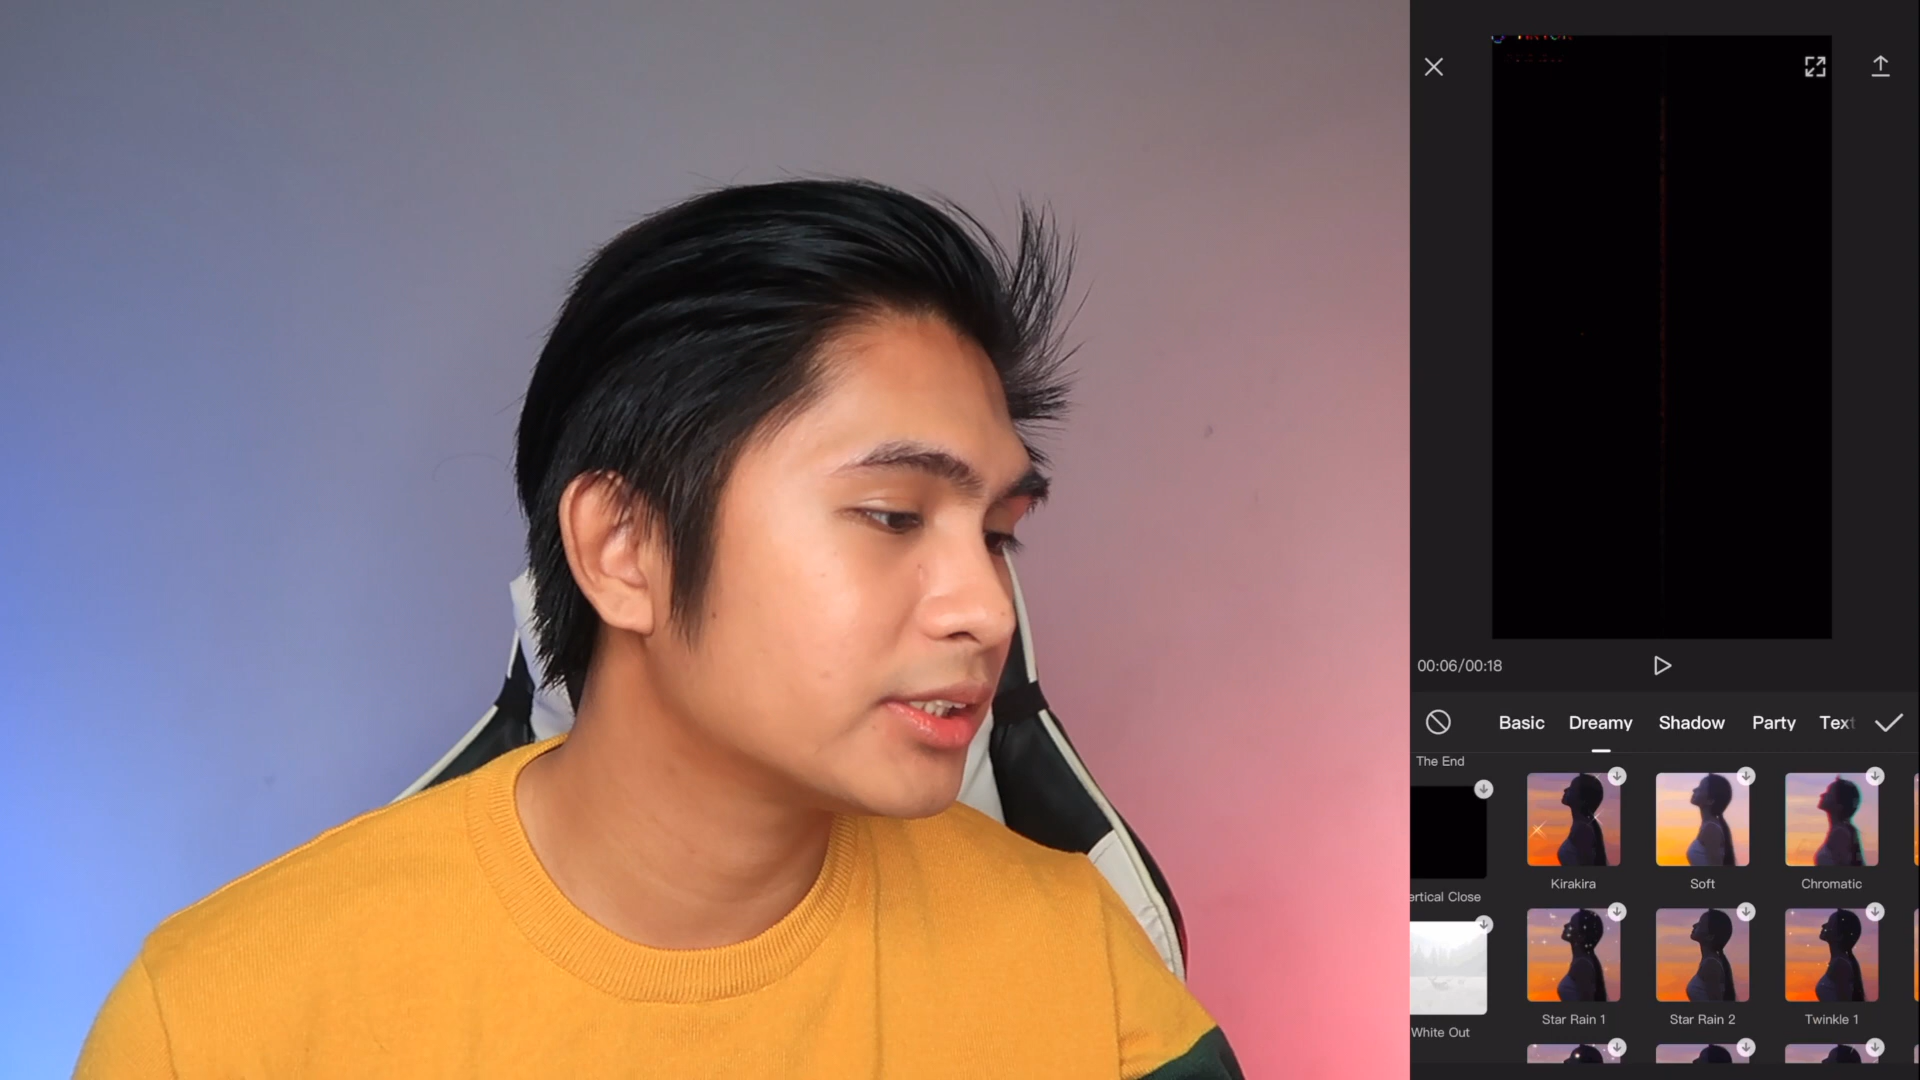 00:06/00:18
Basic Dreamy Shadow Party Text
The End
Kirakira Soft Chromatic
ertical Close
Star Rain 1 Star Rain 2 Twinkle 1
White Out